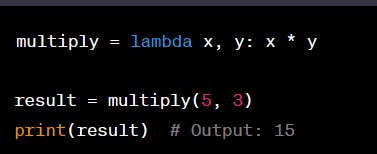 multiply = lambda x, y: x * y
result = multiply(5, 3)
print(result)  # Output: 15